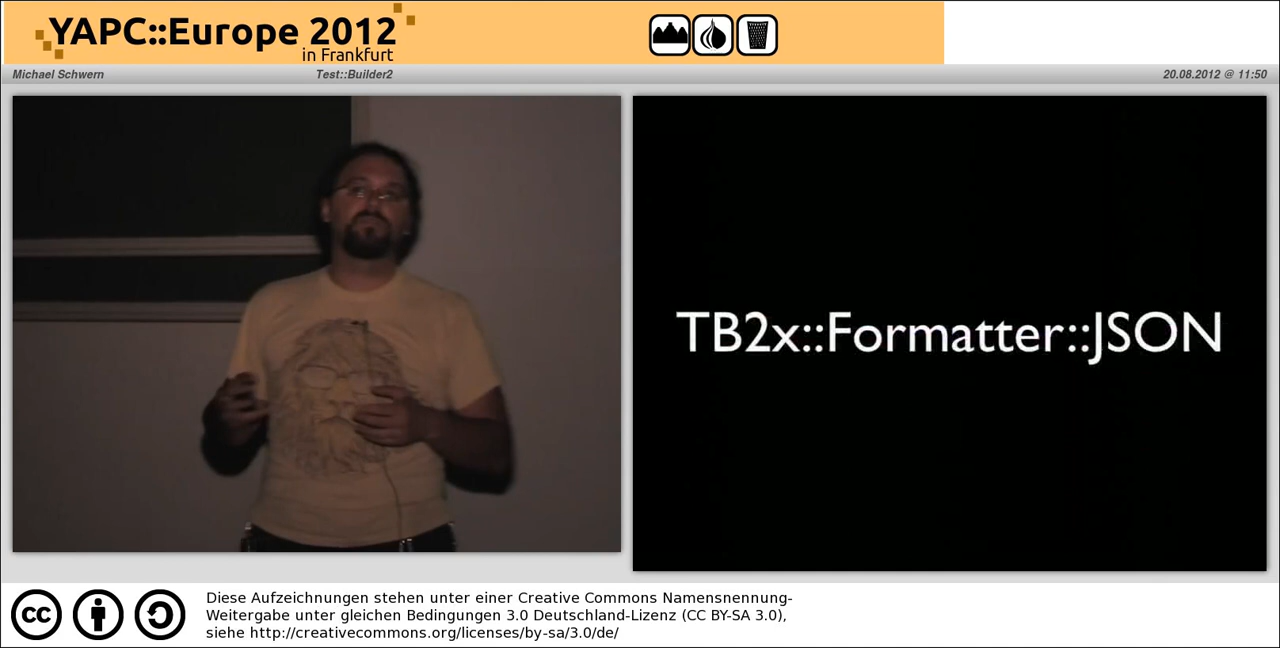 YAPC::Europe 2012
in Frankfurt
Michael Schwern Test::Builder2 20.08.2012 @ 11:50
TB2x::Formatter::JSON
cc
Diese Aufzeichnungen stehen unter einer Creative Commons Namensnennung-
Weitergabe unter gleichen Bedingungen 3.0 Deutschland-Lizenz (CC BY-SA 3.0),
siehe http://creativecommons.org/licenses/by-sa/3.0/de/